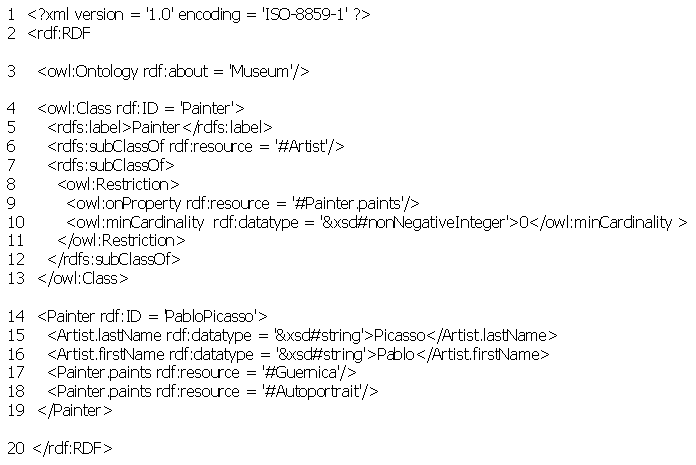 1 <?xml version = '1.0' encoding = 'ISO-8859-1' ?>
2 <rdf:RDF
3 <owl:Ontology rdf:about = 'Museum'/>
4 <owl:Class rdf:ID = 'Painter'>
5 <rdfs:label>Painter</rdfs:label>
6 <rdfs:subClassOf rdf:resource = '#Artist'/>
7 <rdfs:subClassOf>
8 <owl:Restriction>
9 <owl:onProperty rdf:resource = '#Painter.paints'/>
10 <owl:minCardinality rdf:datatype = '&xsd#nonNegativeInteger'>0</owl:minCardinality >
11 </owl:Restriction>
12 </rdfs:subClassOf>
13 </owl:Class>
14 <Painter rdf:ID = 'PabloPicasso'>
15 <Artist.lastName rdf:datatype = '&xsd#string'>Picasso</Artist.lastName>
16 <Artist.firstName rdf:datatype = '&xsd#string'>Pablo</Artist.firstName>
17 <Painter.paints rdf:resource = '#Guernica'/>
18 <Painter.paints rdf:resource = '#Autoportrait'/>
19 </Painter>
20 </rdf:RDF>